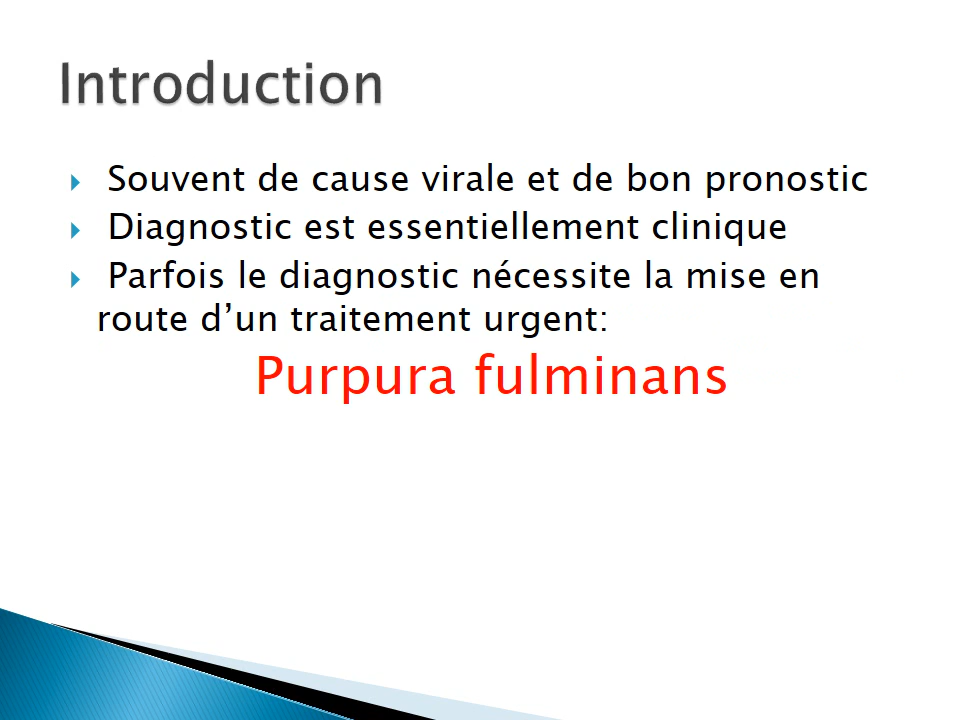 Introduction
Souvent de cause virale et de bon pronostic
Diagnostic est essentiellement clinique
Parfois le diagnostic nécessite la mise en
route d’un traitement urgent:
Purpura fulminans